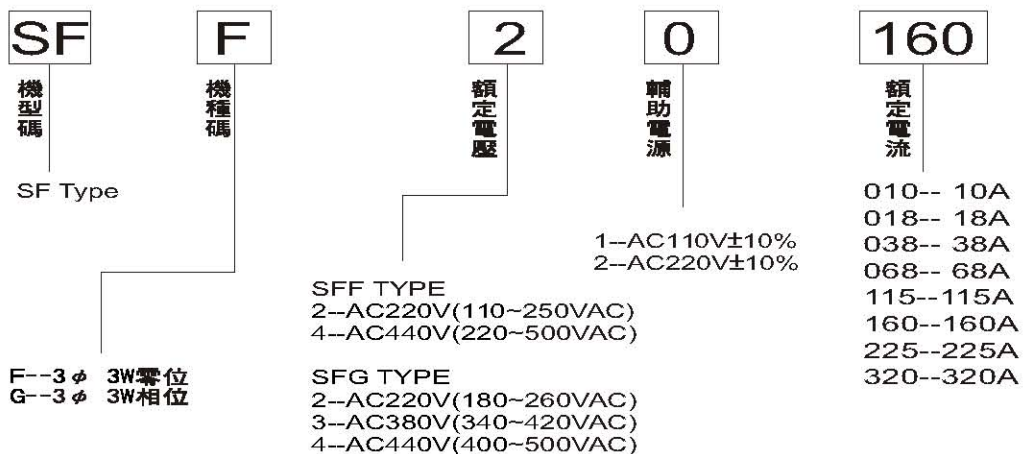 SF F 2 0 160
機型碼
機種碼
額定電壓
輔助電源
額定電流
SF Type
F--3φ 3W零位
G--3φ 3W相位
SFF TYPE
2--AC220V(110~250VAC)
4--AC440V(220~500VAC)
SFG TYPE
2--AC220V(180~260VAC)
3--AC380V(340~420VAC)
4--AC440V(400~500VAC)
1--AC110V±10%
2--AC220V±10%
010-- 10A
018-- 18A
038-- 38A
068-- 68A
115--115A
160--160A
225--225A
320--320A